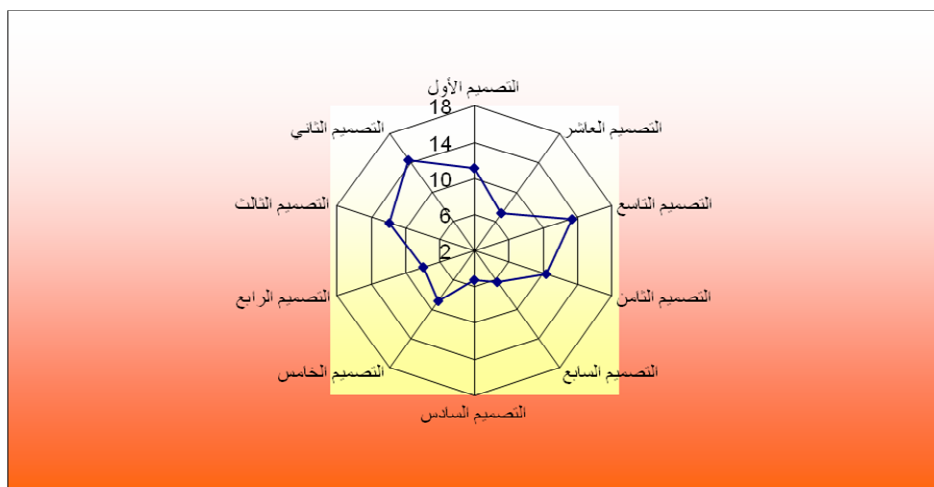 التصميم الأول
18
التصميم العاشر
التصميم الثاني
14
10
التصميم التاسع
التصميم الثالث
6
2
التصميم الثامن
التصميم الرابع
التصميم السابع
التصميم الخامس
التصميم السادس